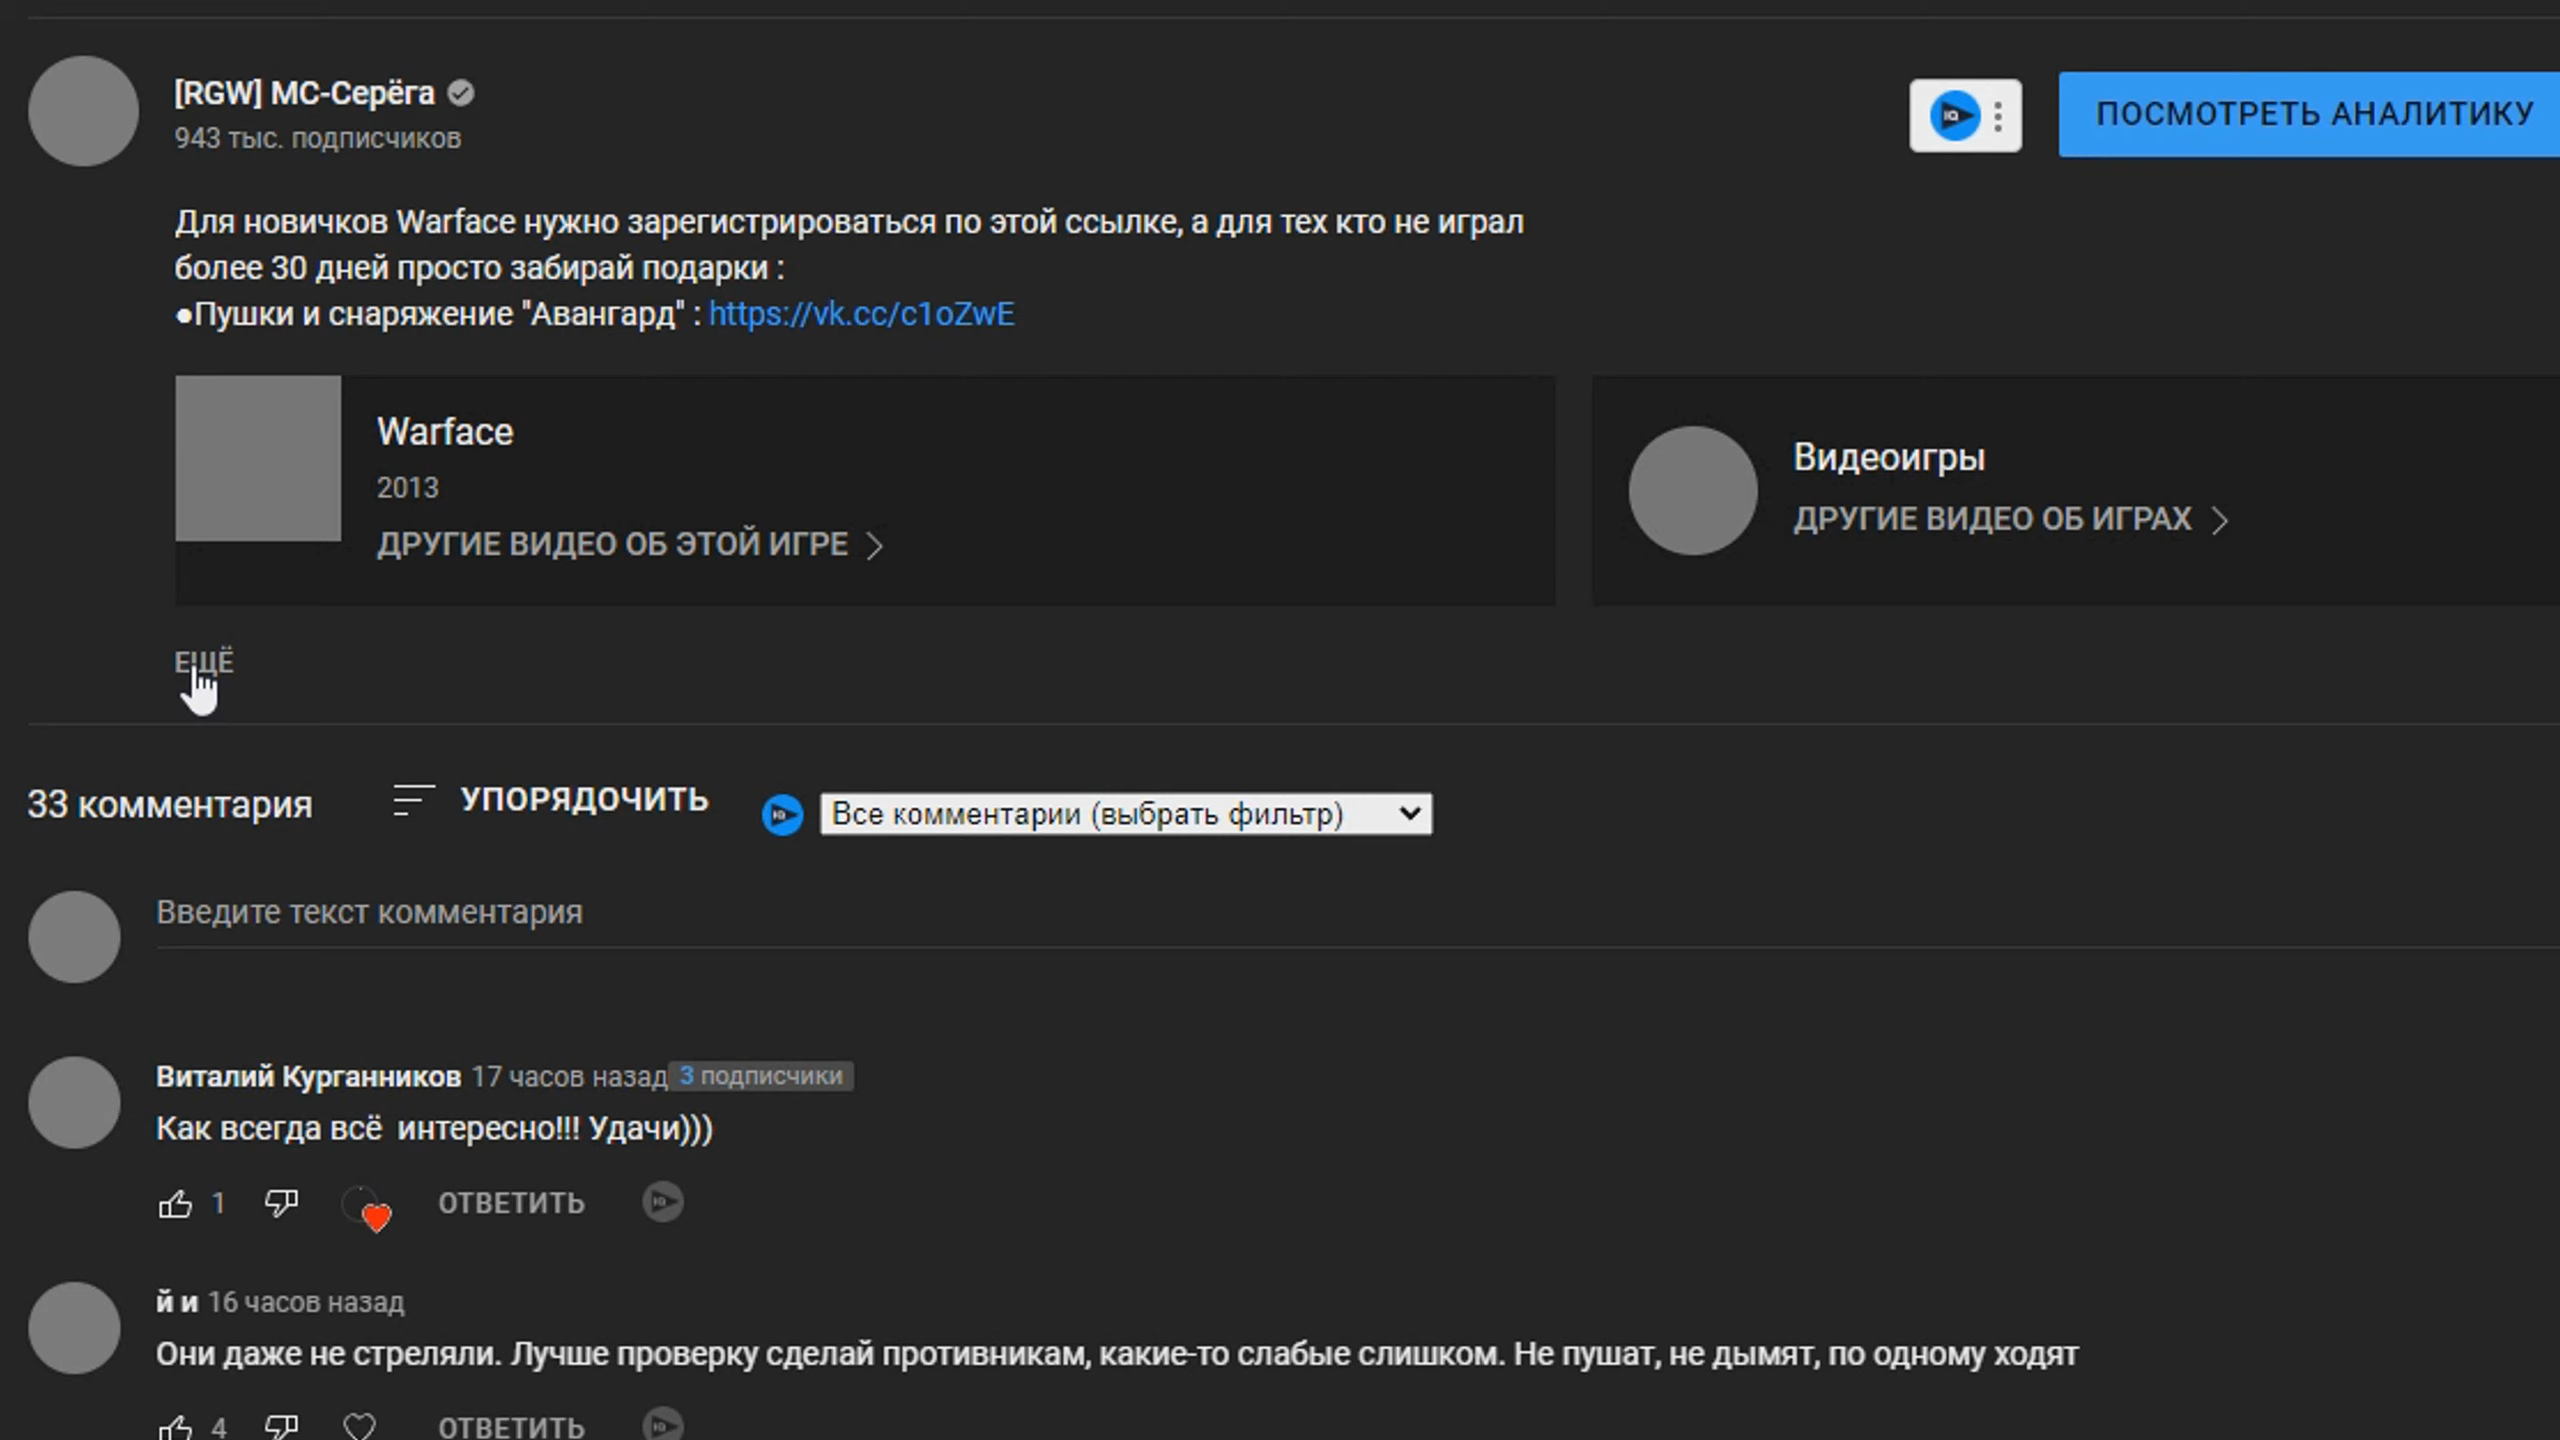 [RGW] МС-Серёга
943 тыс. подписчиков
ПОСМОТРЕТЬ АНАЛИТИКУ
Для новичков Warface нужно зарегистрироваться по этой ссылке, а для тех кто не играл
более 30 дней просто забирай подарки :
●Пушки и снаряжение "Авангард" : https://vk.cc/c1oZwE
Warface
2013
ДРУГИЕ ВИДЕО ОБ ЭТОЙ ИГРЕ
Видеоигры
ДРУГИЕ ВИДЕО ОБ ИГРАХ
ЕЩЁ
33 комментария
УПОРЯДОЧИТЬ
Все комментарии (выбрать фильтр)
Введите текст комментария
Виталий Курганников 17 часов назад 3 подписчики
Как всегда всё интересно!!! Удачи)))
1
ОТВЕТИТЬ
й и 16 часов назад
Они даже не стреляли. Лучше проверку сделай противникам, какие-то слабые слишком. Не пушат, не дымят, по одному ходят
4
ОТВЕТИТЬ